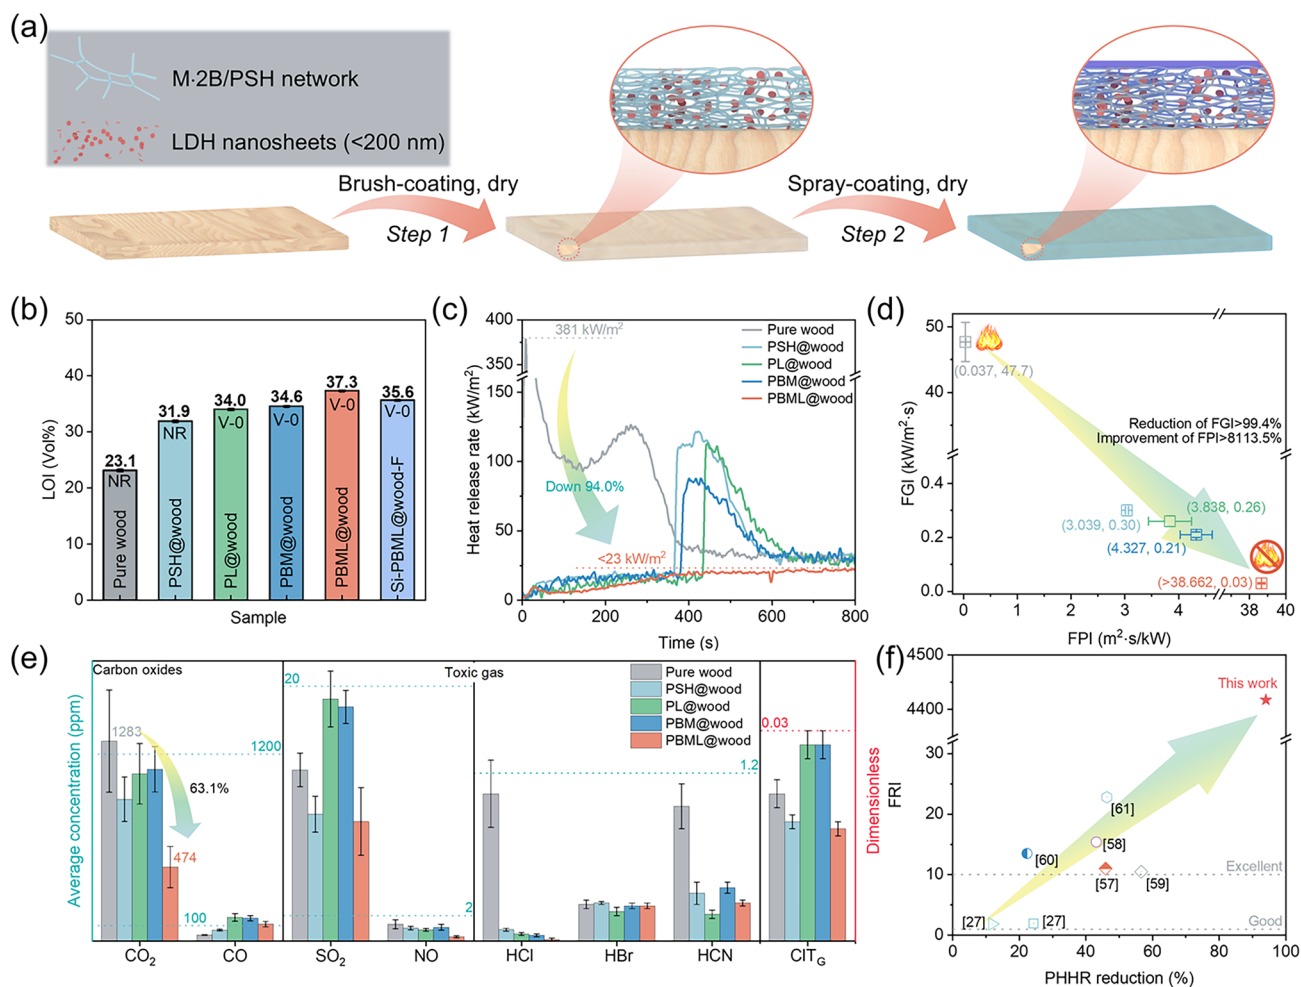 (a)
M·2B/PSH network
LDH nanosheets (<200 nm)
Brush-coating, dry
Step 1
Spray-coating, dry
Step 2
(b)
50
40
30
20
10
0
LOI (Vol%)
23.1
NR
Pure wood
31.9
NR
PSH@wood
34.0
V-0
PL@wood
34.6
V-0
PBM@wood
37.3
V-0
PBML@wood
35.6
V-0
Si-PBML@wood-F
Sample
(c)
400
350
150
100
50
0
Heat release rate (kW/m²)
381 kW/m²
Down 94.0%
<23 kW/m²
Pure wood
PSH@wood
PL@wood
PBM@wood
PBML@wood
0
200
400
600
800
Time (s)
(d)
50
40
0.4
0.2
0.0
FGI (kW/m²·s)
(0.037, 47.7)
Reduction of FGI>99.4%
Improvement of FPI>8113.5%
(3.838, 0.26)
(3.039, 0.30)
(4.327, 0.21)
(>38.662, 0.03)
0
1
2
3
4
38
40
FPI (m²·s/kW)
(e)
Carbon oxides
Toxic gas
Average concentration (ppm)
1283
1200
63.1%
474
100
20
2
1.2
0.03
Pure wood
PSH@wood
PL@wood
PBM@wood
PBML@wood
Dimensionless
CO₂
CO
SO₂
NO
HCl
HBr
HCN
CIT_G
(f)
4500
4400
30
20
10
0
FRI
This work
[61]
[58]
[60]
[57]
[59]
[27]
[27]
Excellent
Good
0
20
40
60
80
100
PHHR reduction (%)